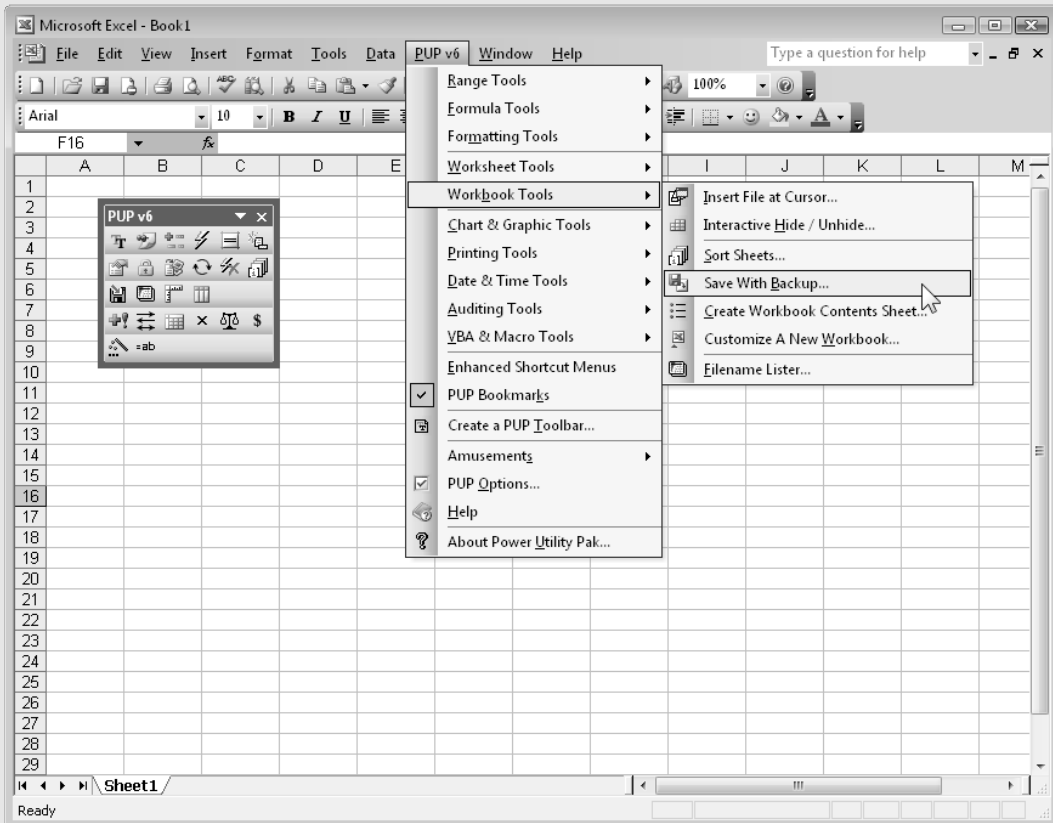 Microsoft Excel - Book1
File Edit View Insert Format Tools Data PUP v6 Window Help Type a question for help
ABC 100%
Arial 10 B I U A
F16 fx
A B C D E I J K L M
1
2
3
4
5
6
7
8
9
10
11
12
13
14
15
16
17
18
19
20
21
22
23
24
25
26
27
28
29
PUP v6
=ab
Range Tools
Formula Tools
Formatting Tools
Worksheet Tools
Workbook Tools
Chart & Graphic Tools
Printing Tools
Date & Time Tools
Auditing Tools
VBA & Macro Tools
Enhanced Shortcut Menus
PUP Bookmarks
Create a PUP Toolbar...
Amusements
PUP Options...
Help
About Power Utility Pak...
Insert File at Cursor...
Interactive Hide / Unhide...
Sort Sheets...
Save With Backup...
Create Workbook Contents Sheet...
Customize A New Workbook...
Filename Lister...
Sheet1
Ready